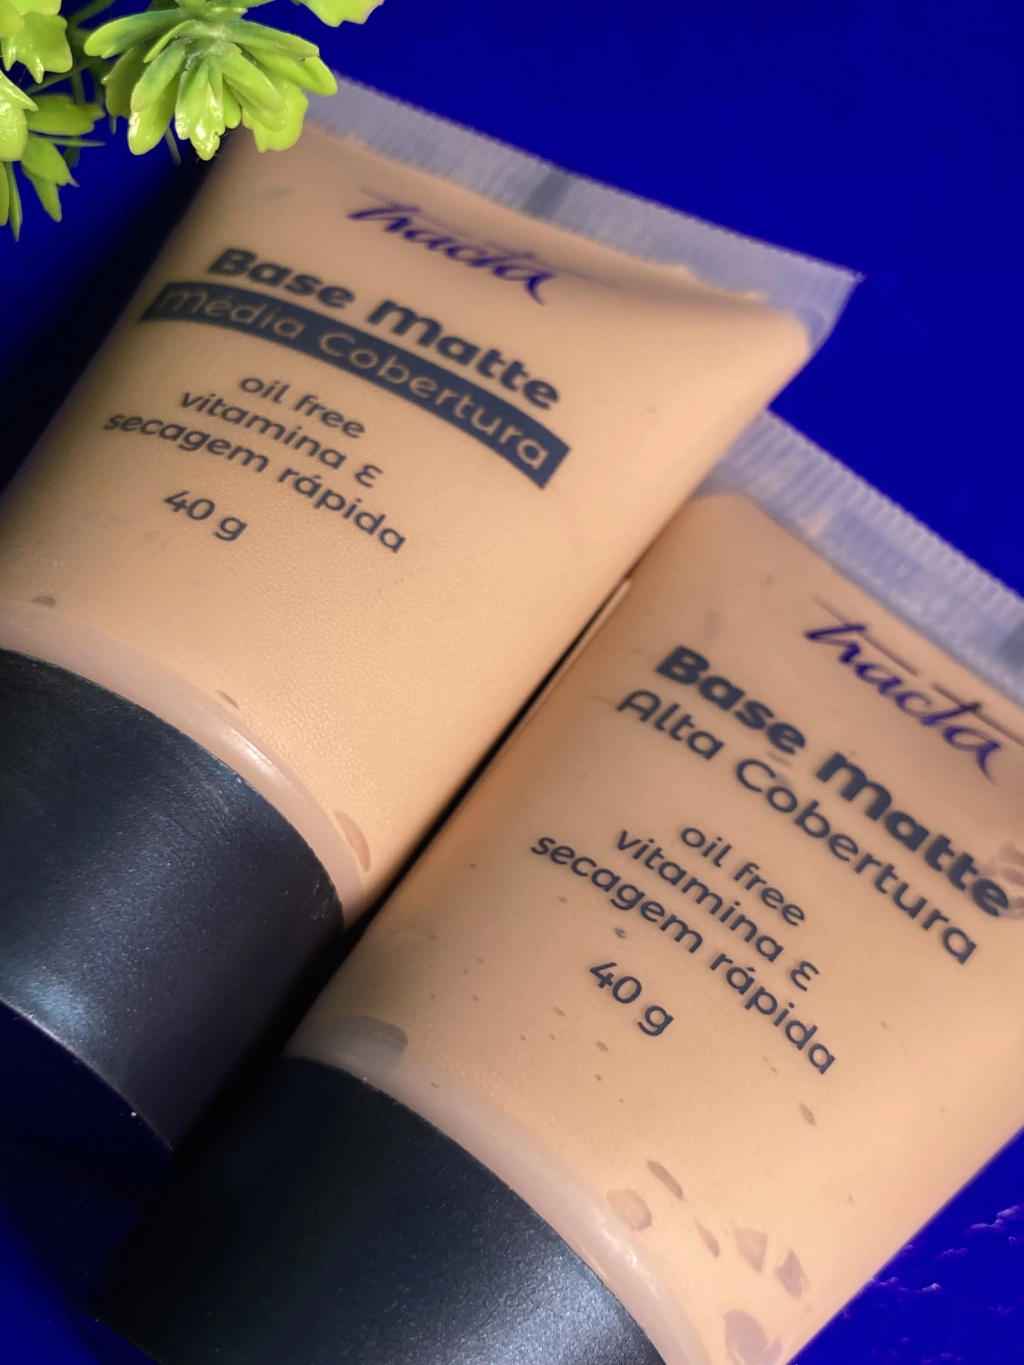 tracta
Base matte
média Cobertura
oil free
vitamina E
secagem rápida
40 g
tracta
Base matte
Alta Cobertura
oil free
vitamina E
secagem rápida
40 g